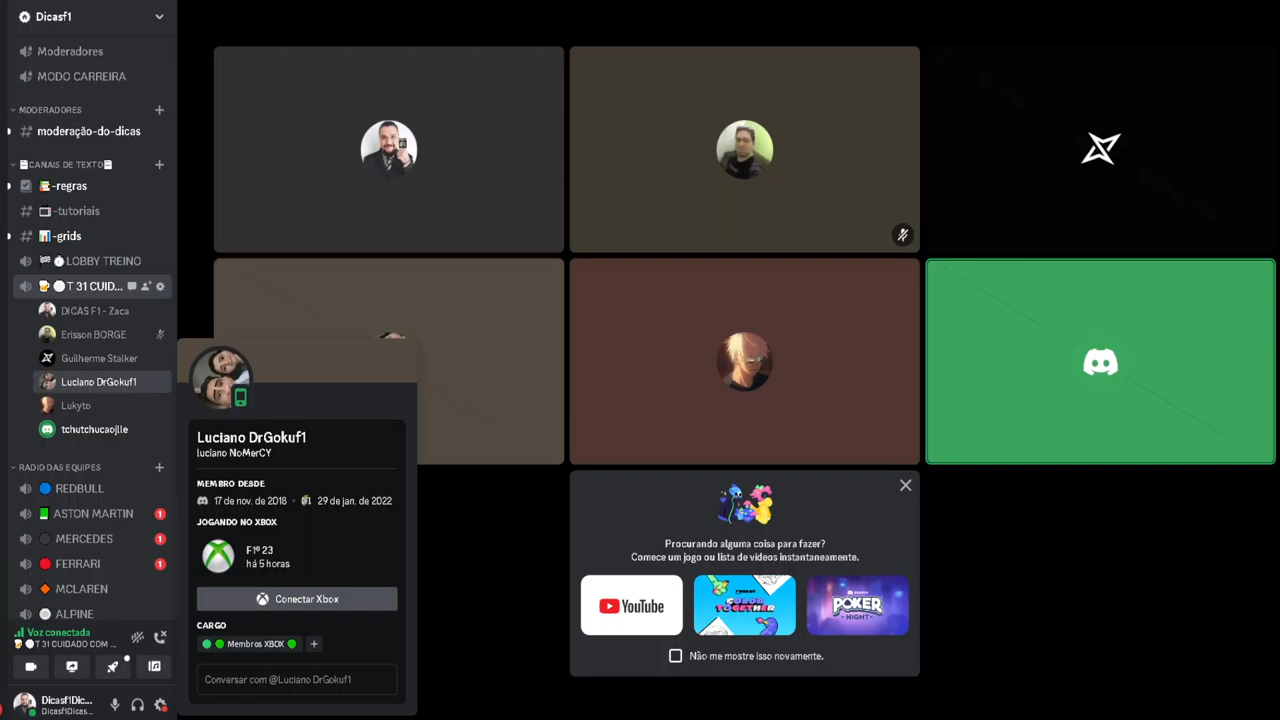 Dicasf1
Moderadores
MODO CARREIRA
MODERADORES
moderação-do-dicas
CANAIS DE TEXTO
-regras
-tutoriais
-grids
LOBBY TREINO
T 31 CUID...
DICAS F1 - Zaca
Erisson BORGE
Guilherme Stalker
Luciano DrGokuf1
Lukyto
tchutchucaojlle
RADIO DAS EQUIPES
REDBULL
ASTON MARTIN 1
MERCEDES 1
FERRARI 1
MCLAREN
ALPINE
Voz conectada
T 31 CUIDADO COM ...
Dicasf1Dic...
Dicasf1Dicas...
Luciano DrGokuf1
luciano NoMerCY
MEMBRO DESDE
17 de nov. de 2018 • 29 de jan. de 2022
JOGANDO NO XBOX
F1® 23
há 5 horas
Conectar Xbox
CARGO
Membros XBOX
Conversar com @Luciano DrGokuf1
Procurando alguma coisa para fazer?
Comece um jogo ou lista de vídeos instantaneamente.
YouTube
COLOR TOGETHER
POKER NIGHT
Não me mostre isso novamente.